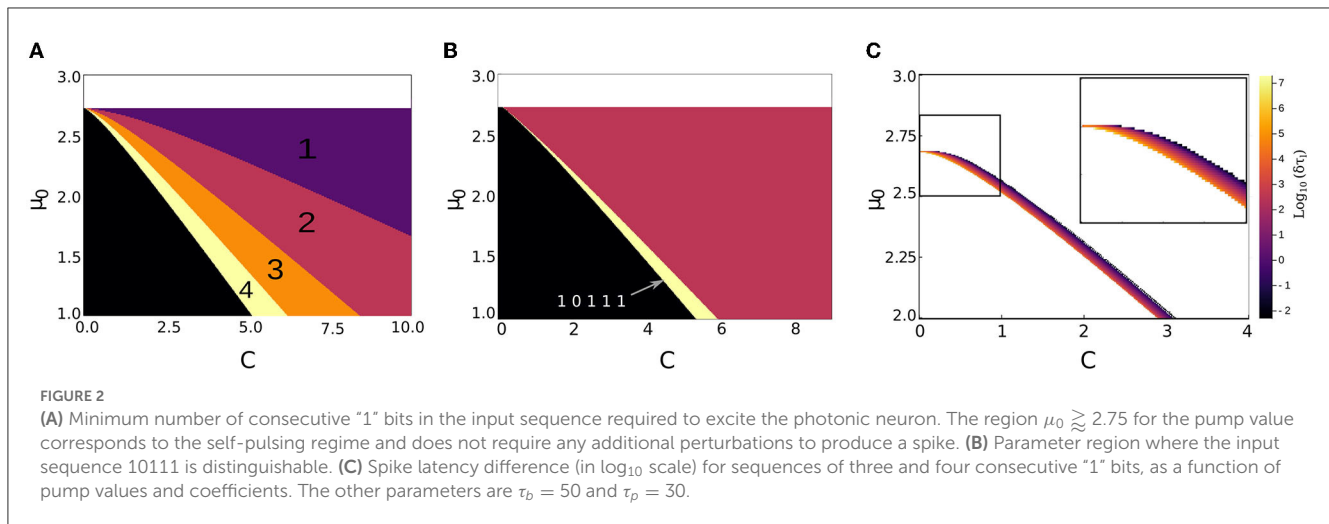 A
B
C
3.0
2.5
2.0
1.5
1.0
μ0
1
2
3
4
0.0
2.5
5.0
7.5
10.0
C
3.0
2.5
2.0
1.5
1.0
μ0
1 0 1 1 1
0
2
4
6
8
C
3.0
2.75
2.5
2.25
2.0
μ0
0
1
2
3
4
C
7
6
5
4
3
2
1
0
- 1
- 2
Log10 (δτl)
FIGURE 2
(A) Minimum number of consecutive “1” bits in the input sequence required to excite the photonic neuron. The region μ0 ⪆ 2.75 for the pump value
corresponds to the self-pulsing regime and does not require any additional perturbations to produce a spike. (B) Parameter region where the input
sequence 10111 is distinguishable. (C) Spike latency difference (in log10 scale) for sequences of three and four consecutive “1” bits, as a function of
pump values and coefficients. The other parameters are τb = 50 and τp = 30.